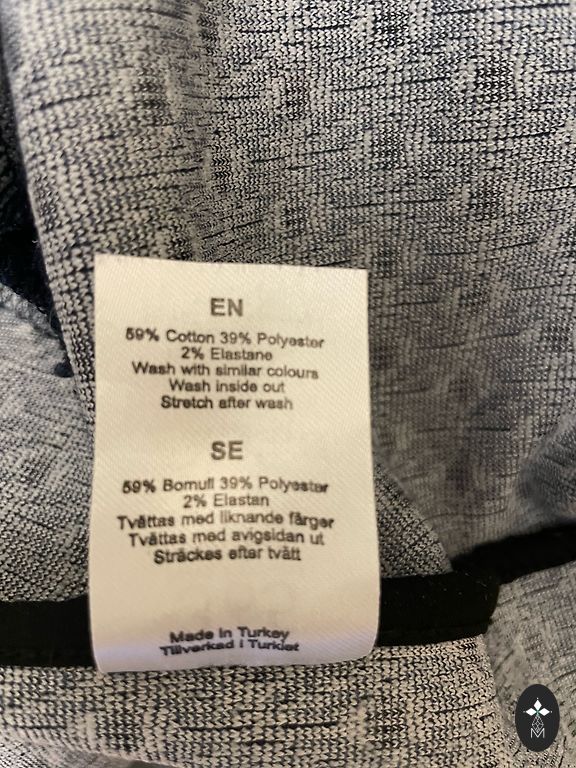 EN
59% Cotton 39% Polyester
2% Elastane
Wash with similar colours
Wash inside out
Stretch after wash
SE
59% Bomull 39% Polyester
2% Elastan
Tvättas med liknande färger
Tvättas med avigsidan ut
Sträckes efter tvätt
Made in Turkey
Tillverkad i Turkiet
M